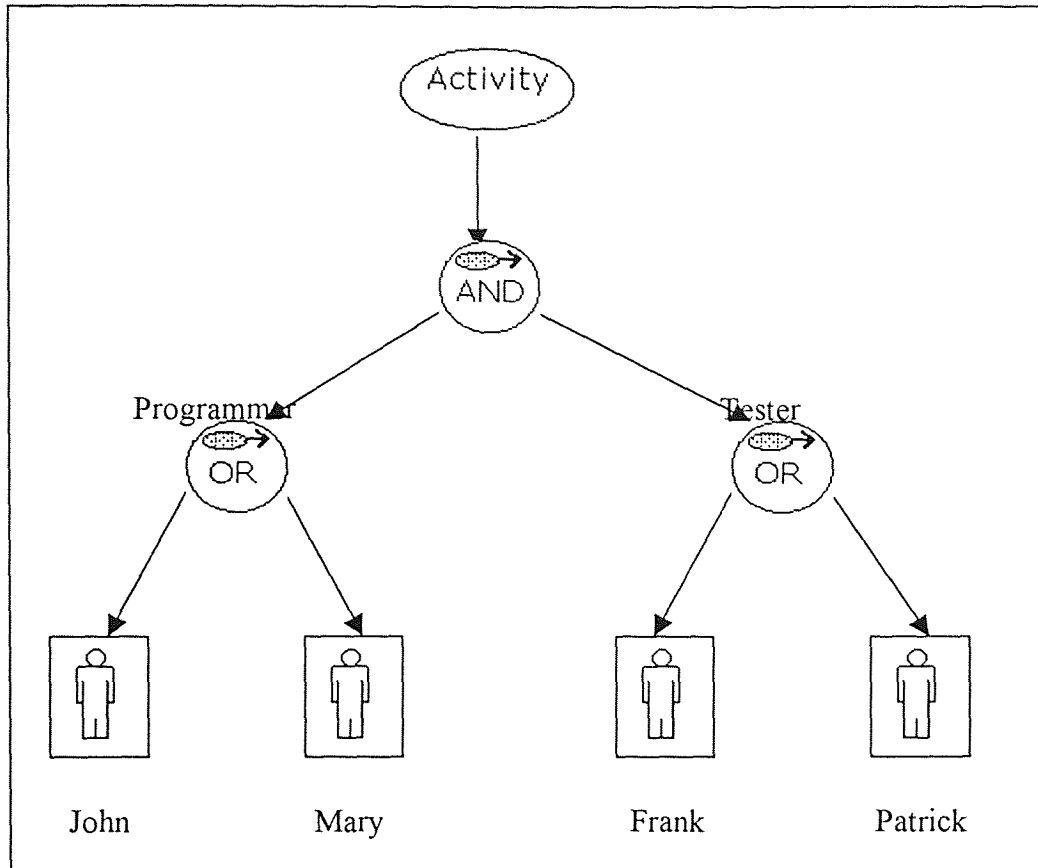 Activity
AND
Programmer
Tester
OR
OR
John
Mary
Frank
Patrick